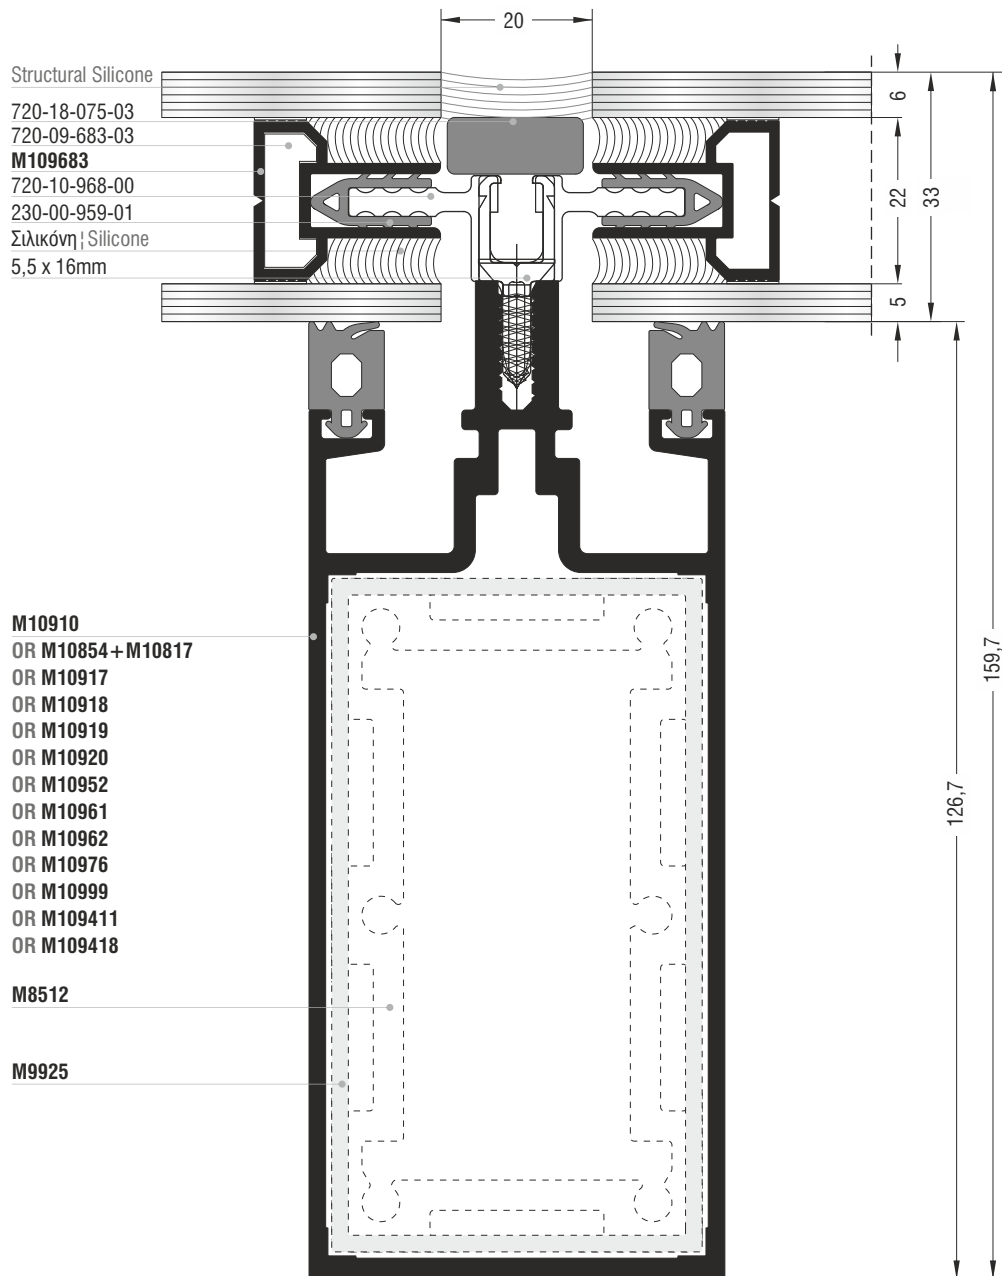 20
Structural Silicone
720-18-075-03
720-09-683-03
M109683
720-10-968-00
230-00-959-01
Σιλικόνη ¦ Silicone
5,5 x 16mm
6
22
33
5
159,7
126,7
M10910
OR M10854+M10817
OR M10917
OR M10918
OR M10919
OR M10920
OR M10952
OR M10961
OR M10962
OR M10976
OR M10999
OR M109411
OR M109418
M8512
M9925